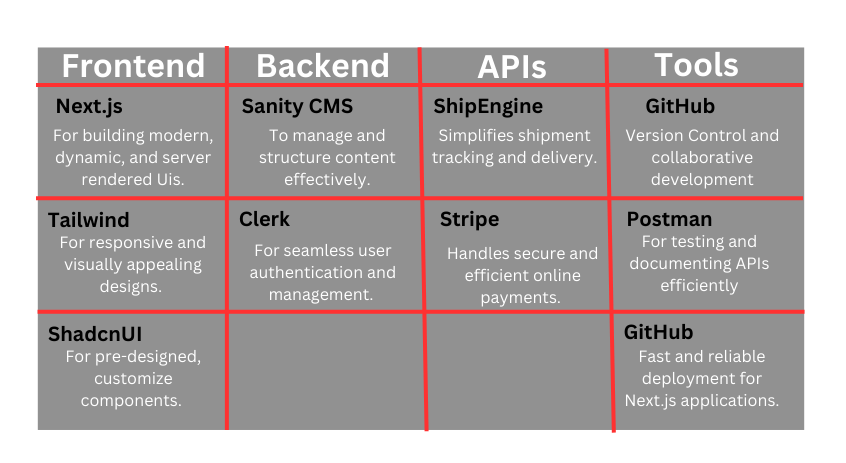 Frontend
Backend
APIs
Tools
Next.js
For building modern,
dynamic, and server
rendered Uis.
Sanity CMS
To manage and
structure content
effectively.
ShipEngine
Simplifies shipment
tracking and delivery.
GitHub
Version Control and
collaborative
development
Tailwind
For responsive and
visually appealing
designs.
Clerk
For seamless user
authentication and
management.
Stripe
Handles secure and
efficient online
payments.
Postman
For testing and
documenting APIs
efficiently
ShadcnUI
For pre-designed,
customize
components.
GitHub
Fast and reliable
deployment for
Next.js applications.